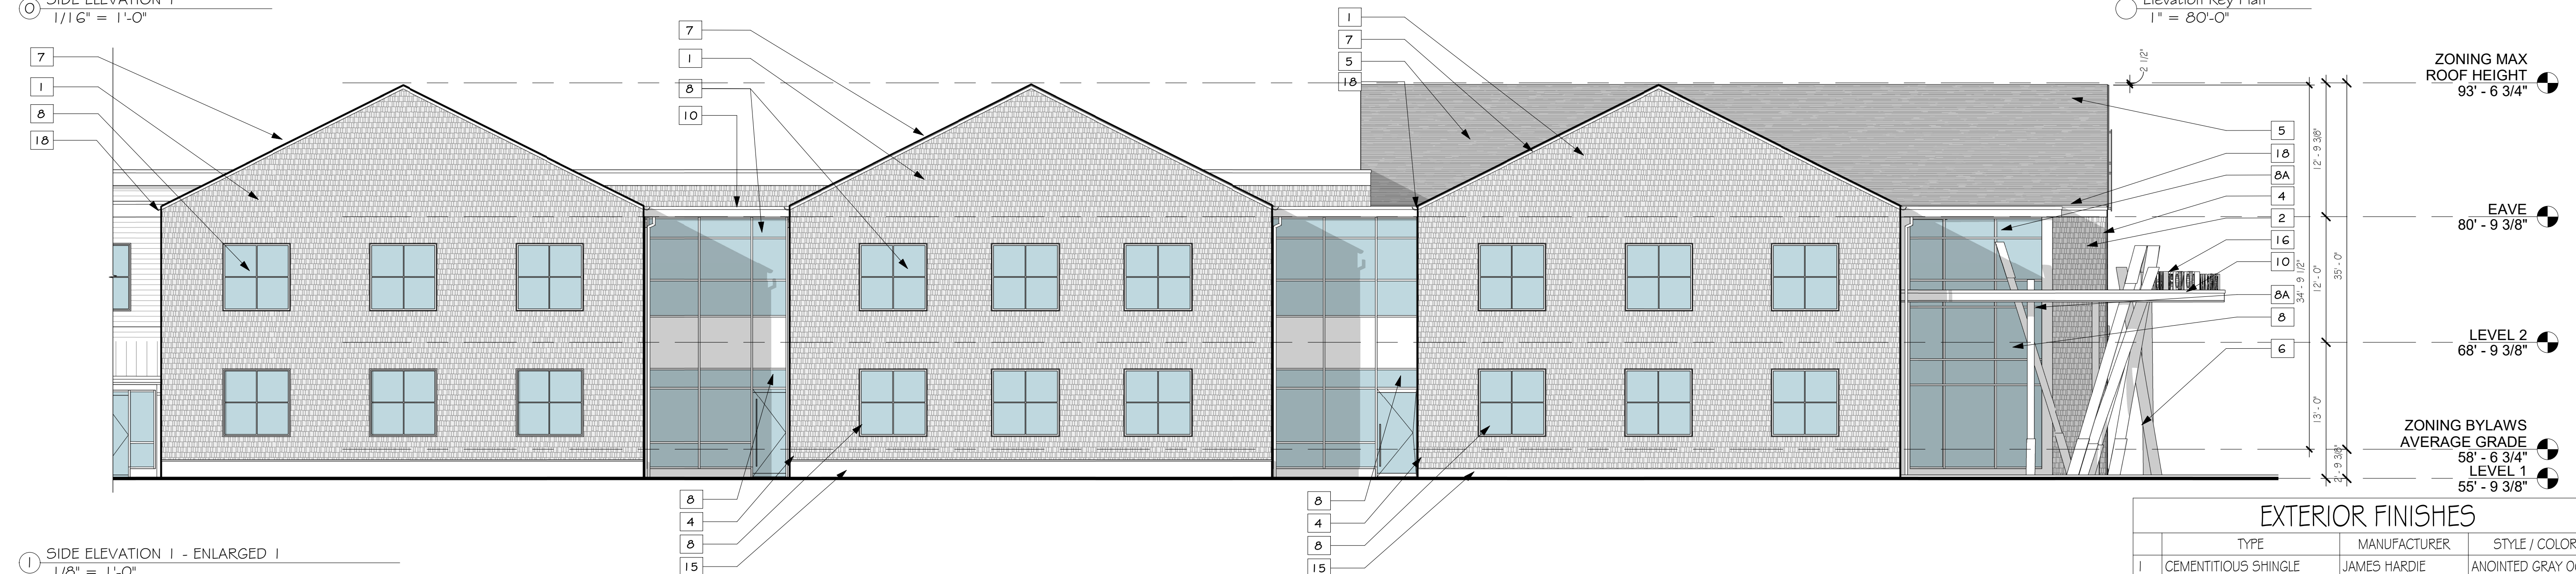 0 SIDE ELEVATION 1
1/16" = 1'-0"
Elevation Key Plan
1" = 80'-0"
7
1
8
18
7
1
8
10
1
7
5
18
2 1/2"
ZONING MAX
ROOF HEIGHT
93' - 6 3/4"
5
18
8A
4
2
16
10
8A
8
6
12' - 9 3/8"
12' - 0"
13' - 0"
34' - 9 1/2"
35' - 0"
2' - 9 3/8"
EAVE
80' - 9 3/8"
LEVEL 2
68' - 9 3/8"
ZONING BYLAWS
AVERAGE GRADE
58' - 6 3/4"
LEVEL 1
55' - 9 3/8"
8
4
8
15
8
4
8
15
1 SIDE ELEVATION 1 - ENLARGED 1
1/8" = 1'-0"
EXTERIOR FINISHES
TYPE MANUFACTURER STYLE / COLOR
1 CEMENTITIOUS SHINGLE JAMES HARDIE ANOINTED GRAY